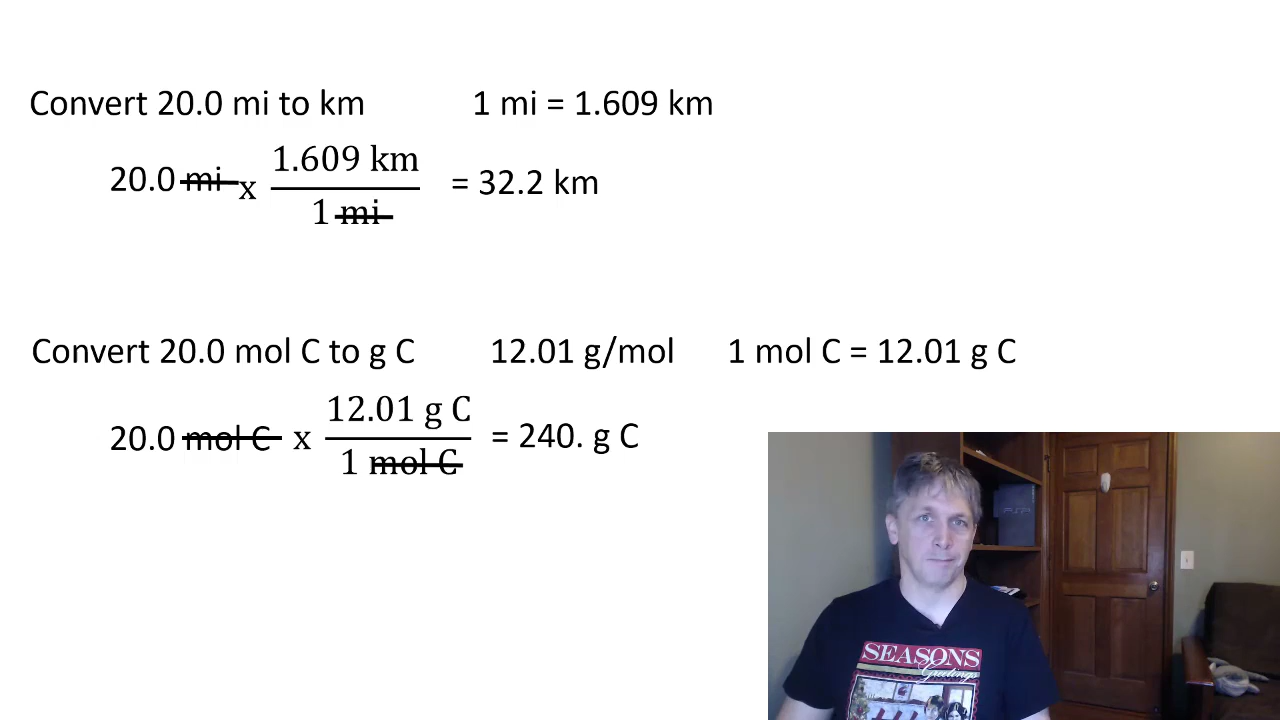 Convert 20.0 mi to km 1 mi = 1.609 km
20.0 mi x 1.609 km / 1 mi = 32.2 km
Convert 20.0 mol C to g C 12.01 g/mol 1 mol C = 12.01 g C
20.0 mol C x 12.01 g C / 1 mol C = 240. g C
PSP
SEASONS
Greetings